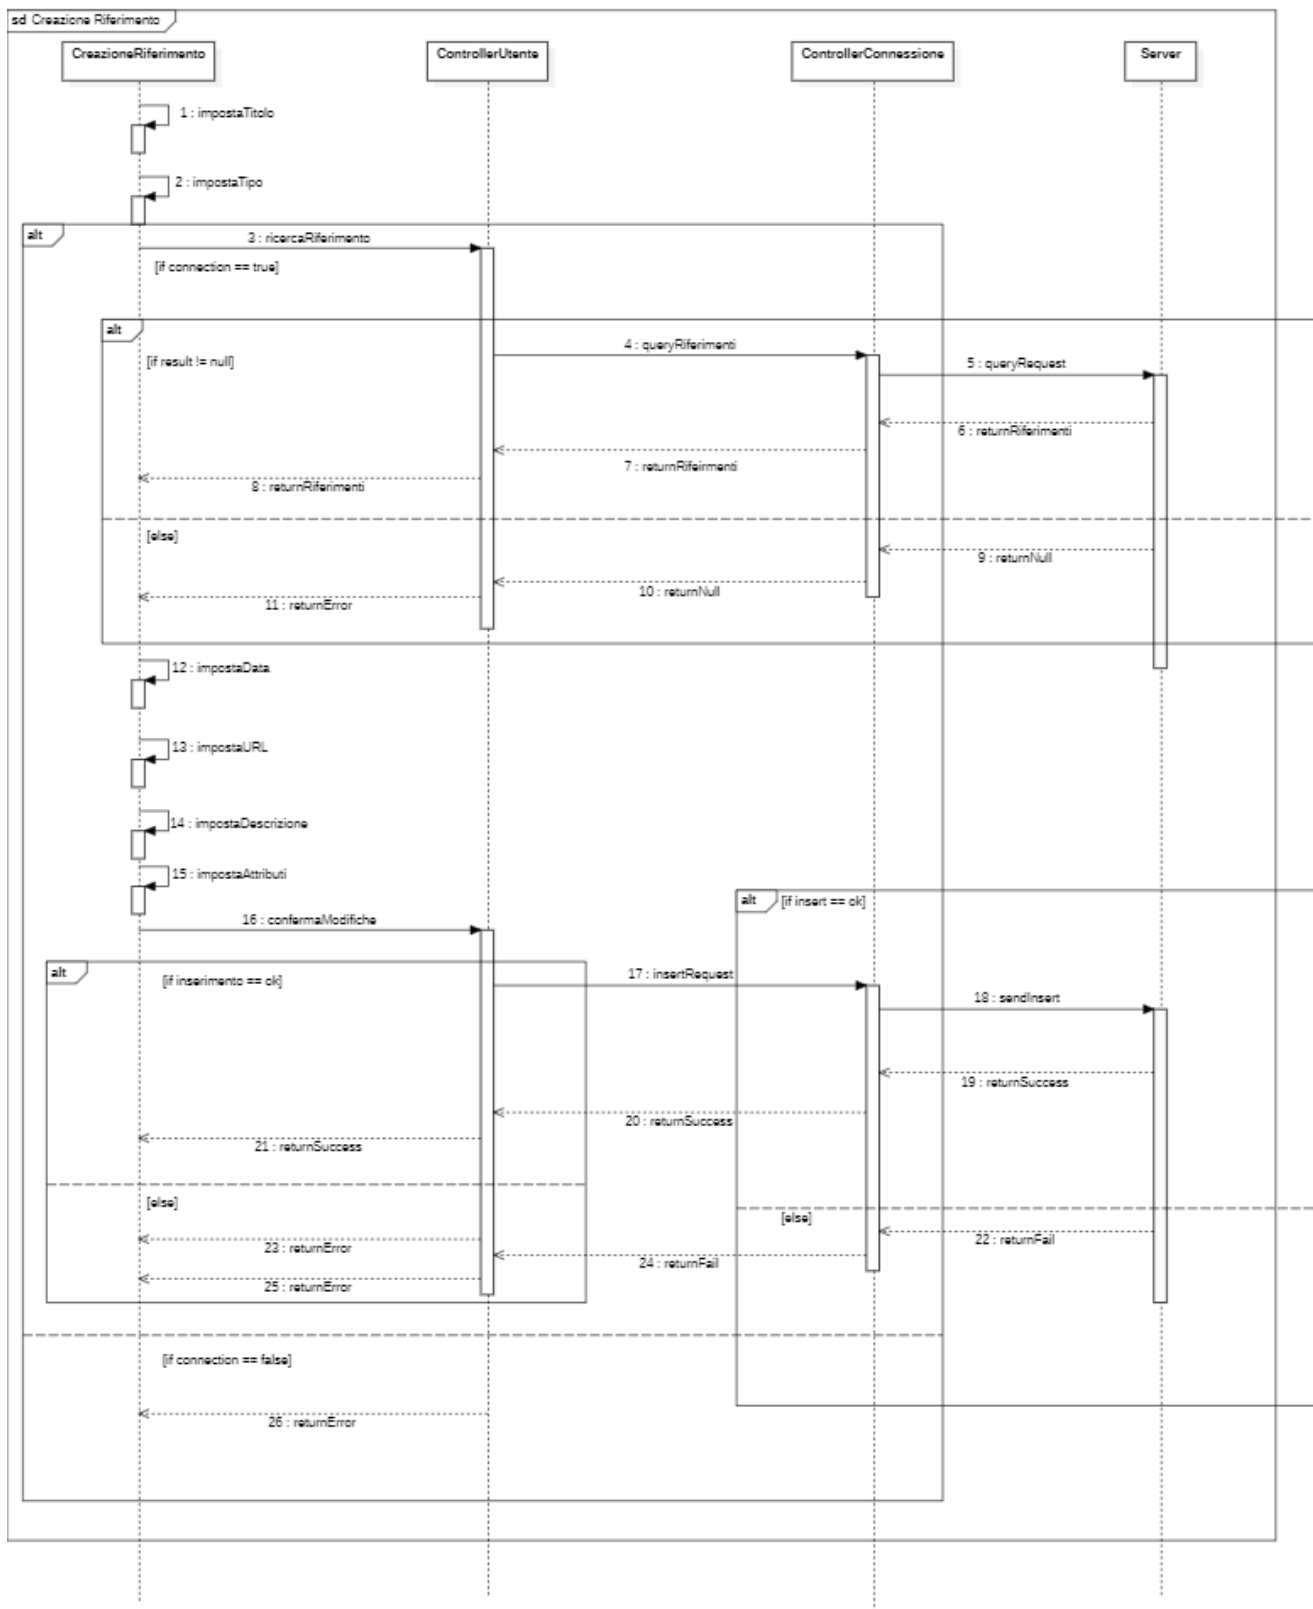 sd Creazione Riferimento
CreazioneRiferimento
ControllerUtente
ControllerConnessione
Server
1 : impostaTitolo
2 : impostaTipo
alt
3 : ricercaRiferimento
[if connection == true]
alt
4 : queryRiferimenti
[if result != null]
5 : queryRequest
6 : returnRiferimenti
7 : returnRifeirmenti
8 : returnRiferimenti
[else]
9 : returnNull
10 : returnNull
11 : returnError
12 : impostaData
13 : impostaURL
14 : impostaDescrizione
15 : impostaAttributi
alt
[if insert == ok]
16 : confermaModifiche
alt
[if inserimento == ok]
17 : insertRequest
18 : sendInsert
19 : returnSuccess
20 : returnSuccess
21 : returnSuccess
[else]
[else]
22 : returnFail
23 : returnError
24 : returnFail
25 : returnError
[if connection == false]
26 : returnError